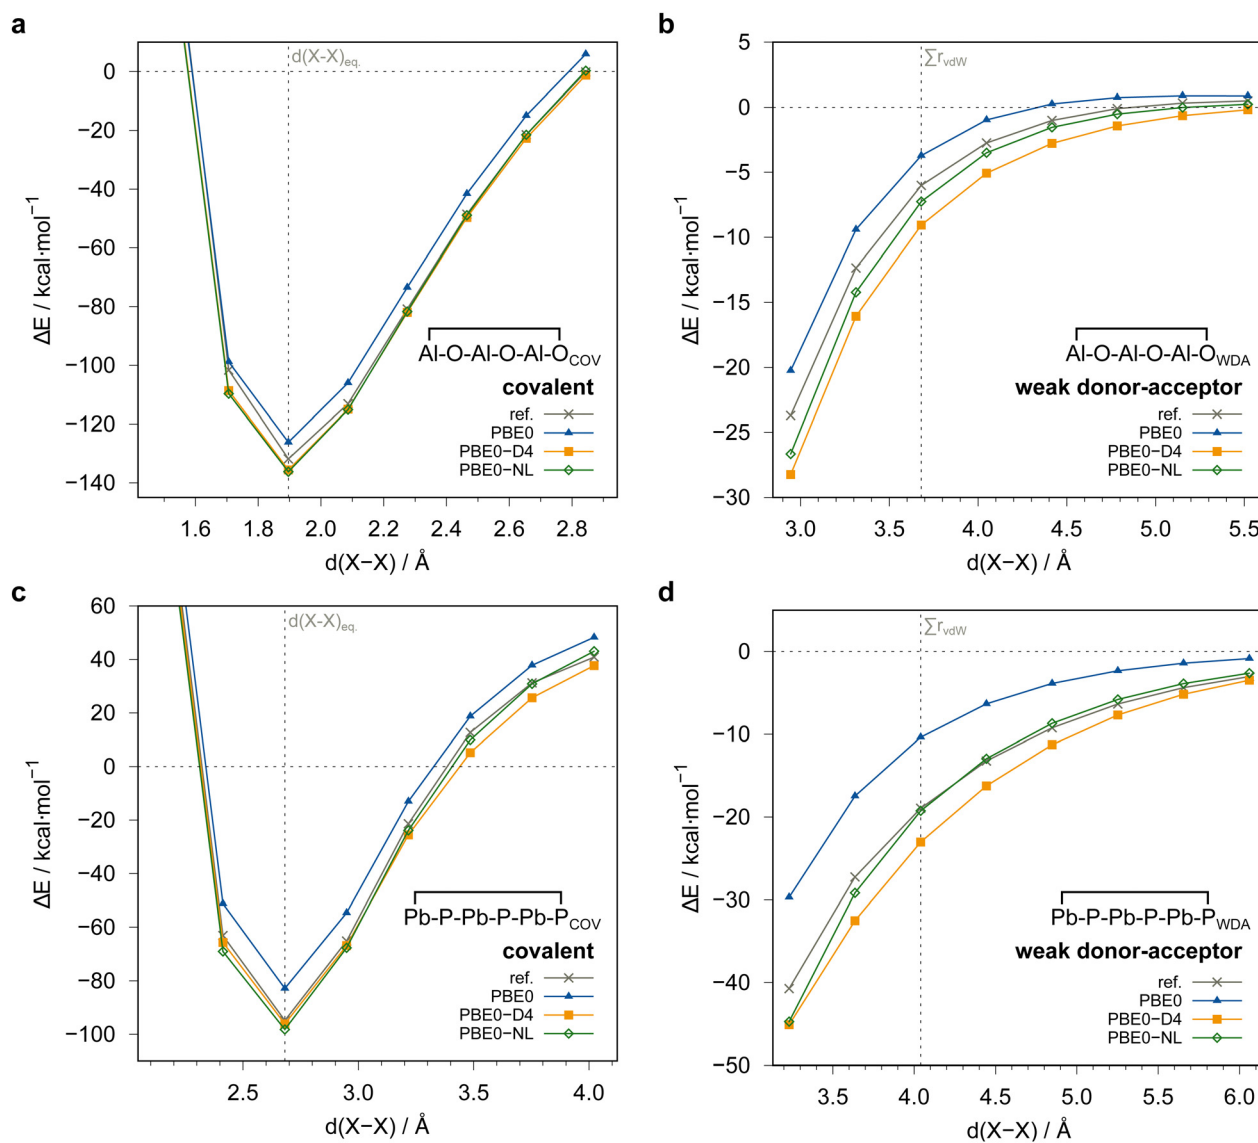 a
d(X-X)eq.
0
−20
−40
−60
−80
−100
−120
−140
ΔE / kcal·mol⁻¹
Al-O-Al-O-Al-OCOV
covalent
ref.
PBE0
PBE0−D4
PBE0−NL
1.6 1.8 2.0 2.2 2.4 2.6 2.8
d(X−X) / Å
b
∑rvdW
5
0
−5
−10
−15
−20
−25
−30
ΔE / kcal·mol⁻¹
Al-O-Al-O-Al-OWDA
weak donor-acceptor
ref.
PBE0
PBE0−D4
PBE0−NL
3.0 3.5 4.0 4.5 5.0 5.5
d(X−X) / Å
c
d(X-X)eq.
60
40
20
0
−20
−40
−60
−80
−100
ΔE / kcal·mol⁻¹
Pb-P-Pb-P-Pb-PCOV
covalent
ref.
PBE0
PBE0−D4
PBE0−NL
2.5 3.0 3.5 4.0
d(X−X) / Å
d
∑rvdW
0
−10
−20
−30
−40
−50
ΔE / kcal·mol⁻¹
Pb-P-Pb-P-Pb-PWDA
weak donor-acceptor
ref.
PBE0
PBE0−D4
PBE0−NL
3.5 4.0 4.5 5.0 5.5 6.0
d(X−X) / Å